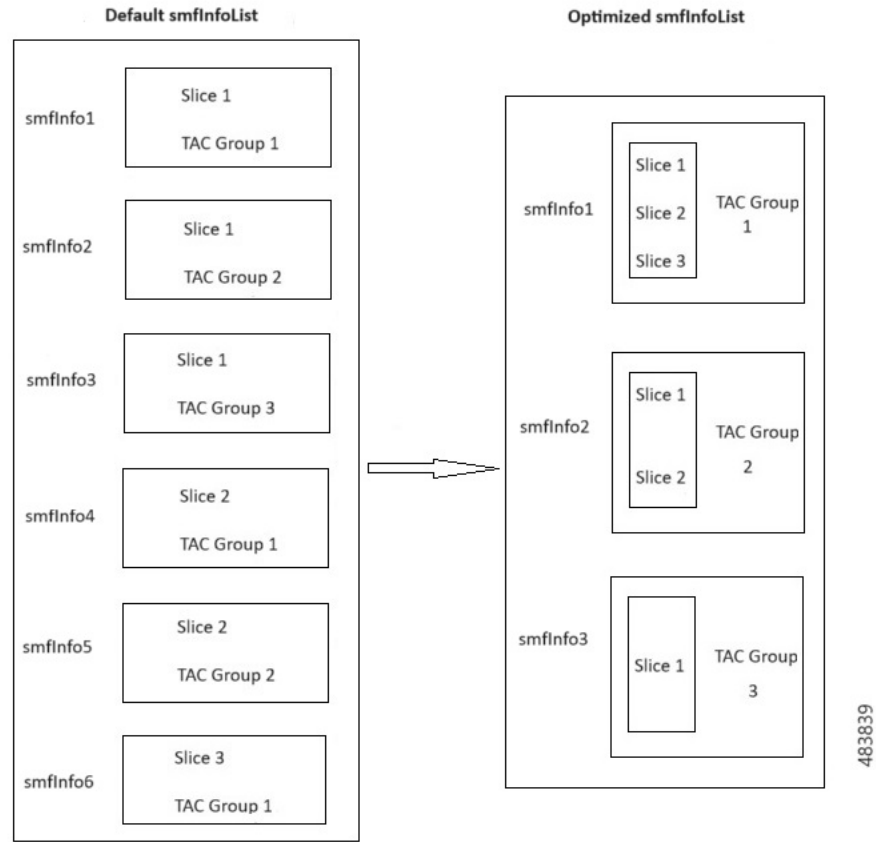 Default smfInfoList
smfInfo1
Slice 1
TAC Group 1
smfInfo2
Slice 1
TAC Group 2
smfInfo3
Slice 1
TAC Group 3
smfInfo4
Slice 2
TAC Group 1
smfInfo5
Slice 2
TAC Group 2
smfInfo6
Slice 3
TAC Group 1
Optimized smfInfoList
smfInfo1
Slice 1
Slice 2
Slice 3
TAC Group
1
smfInfo2
Slice 1
Slice 2
TAC Group
2
smfInfo3
Slice 1
TAC Group
3
483839